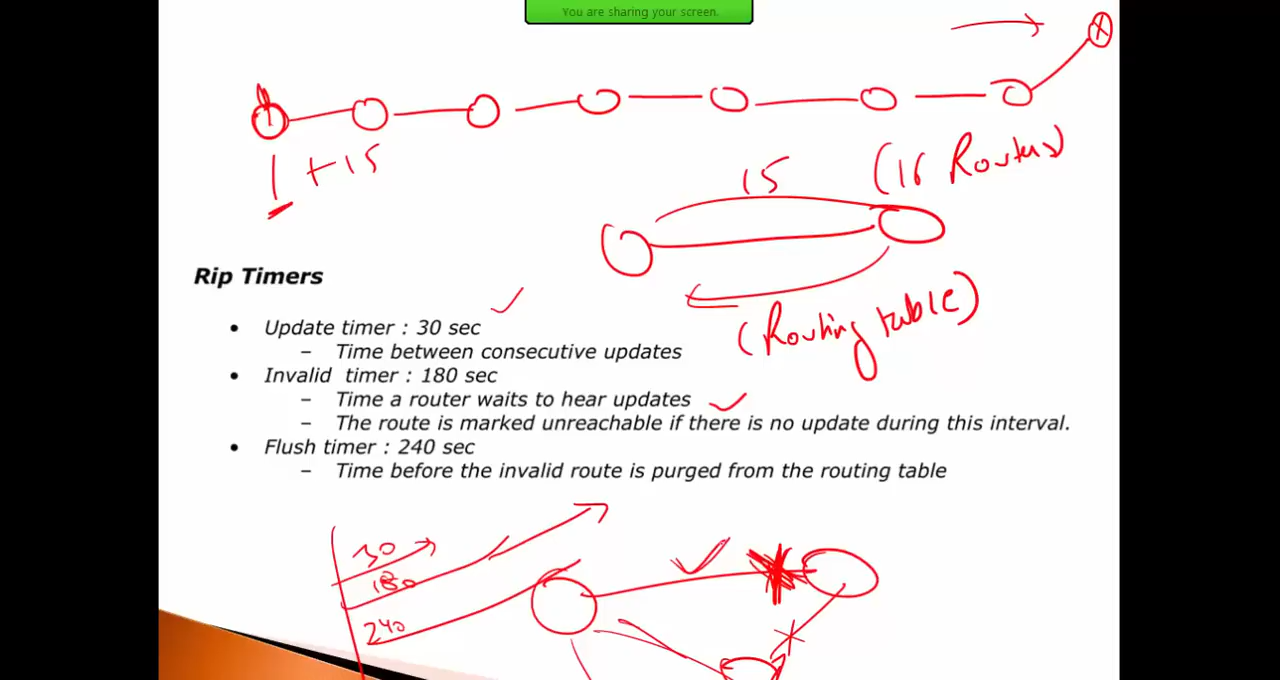 You are sharing your screen.
1 + 15
15
(16 Routers)
Rip Timers
(Routing table)
• Update timer : 30 sec
– Time between consecutive updates
• Invalid timer : 180 sec
– Time a router waits to hear updates
– The route is marked unreachable if there is no update during this interval.
• Flush timer : 240 sec
– Time before the invalid route is purged from the routing table
30
180
240